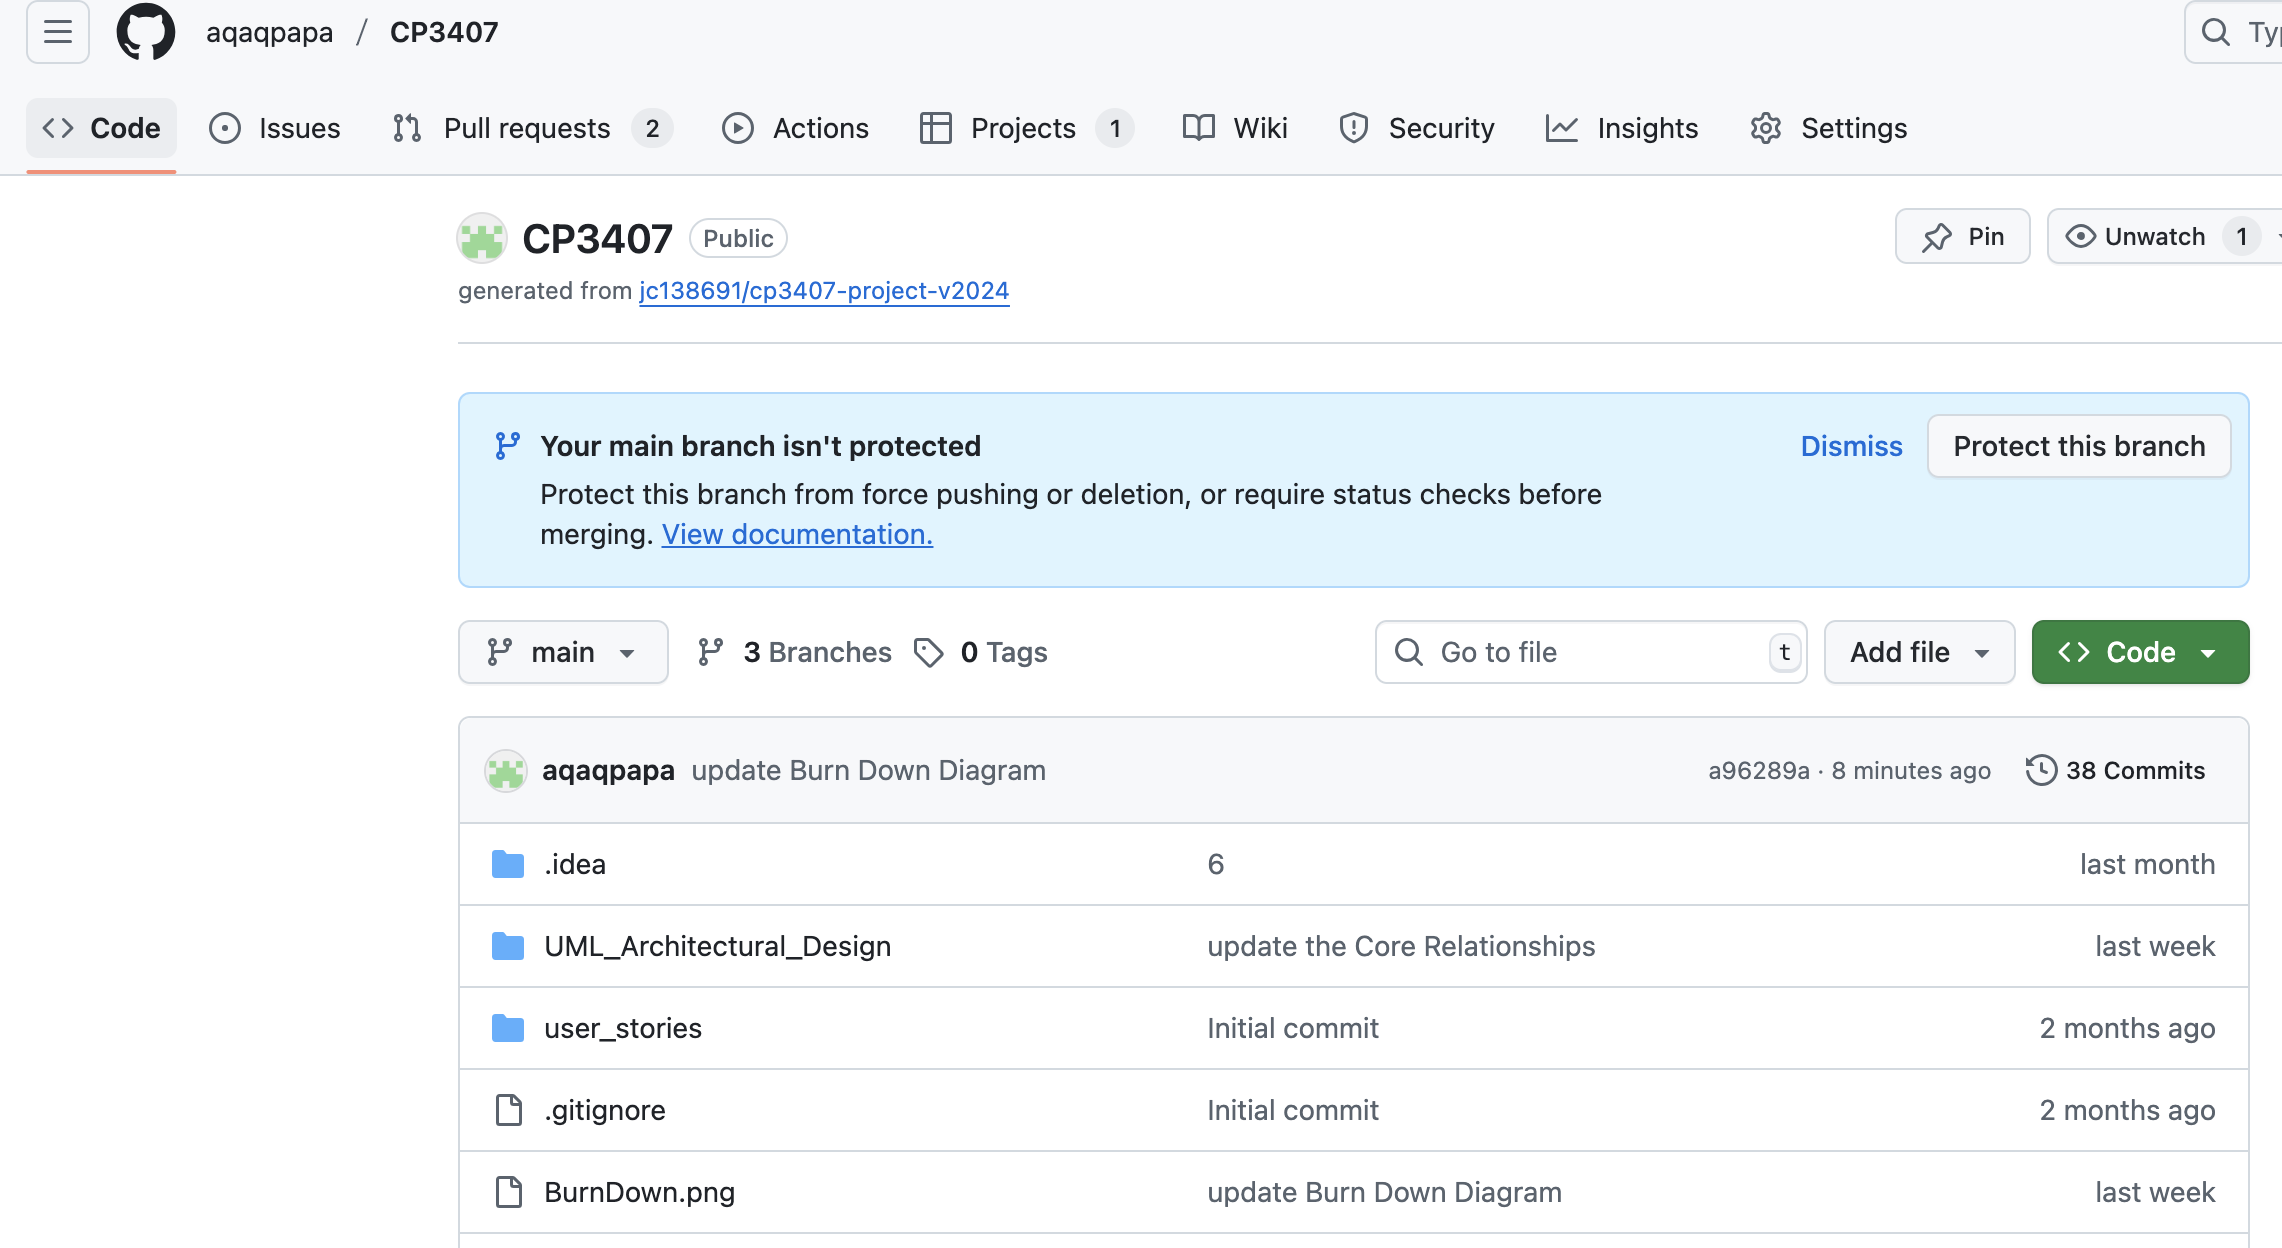 aqaqpapa / CP3407
Code Issues Pull requests 2 Actions Projects 1 Wiki Security Insights Settings
CP3407 Public Pin Unwatch 1
generated from jc138691/cp3407-project-v2024
Your main branch isn't protected Dismiss Protect this branch
Protect this branch from force pushing or deletion, or require status checks before
merging. View documentation.
main 3 Branches 0 Tags Go to file t Add file Code
aqaqpapa update Burn Down Diagram a96289a · 8 minutes ago 38 Commits
.idea 6 last month
UML_Architectural_Design update the Core Relationships last week
user_stories Initial commit 2 months ago
.gitignore Initial commit 2 months ago
BurnDown.png update Burn Down Diagram last week